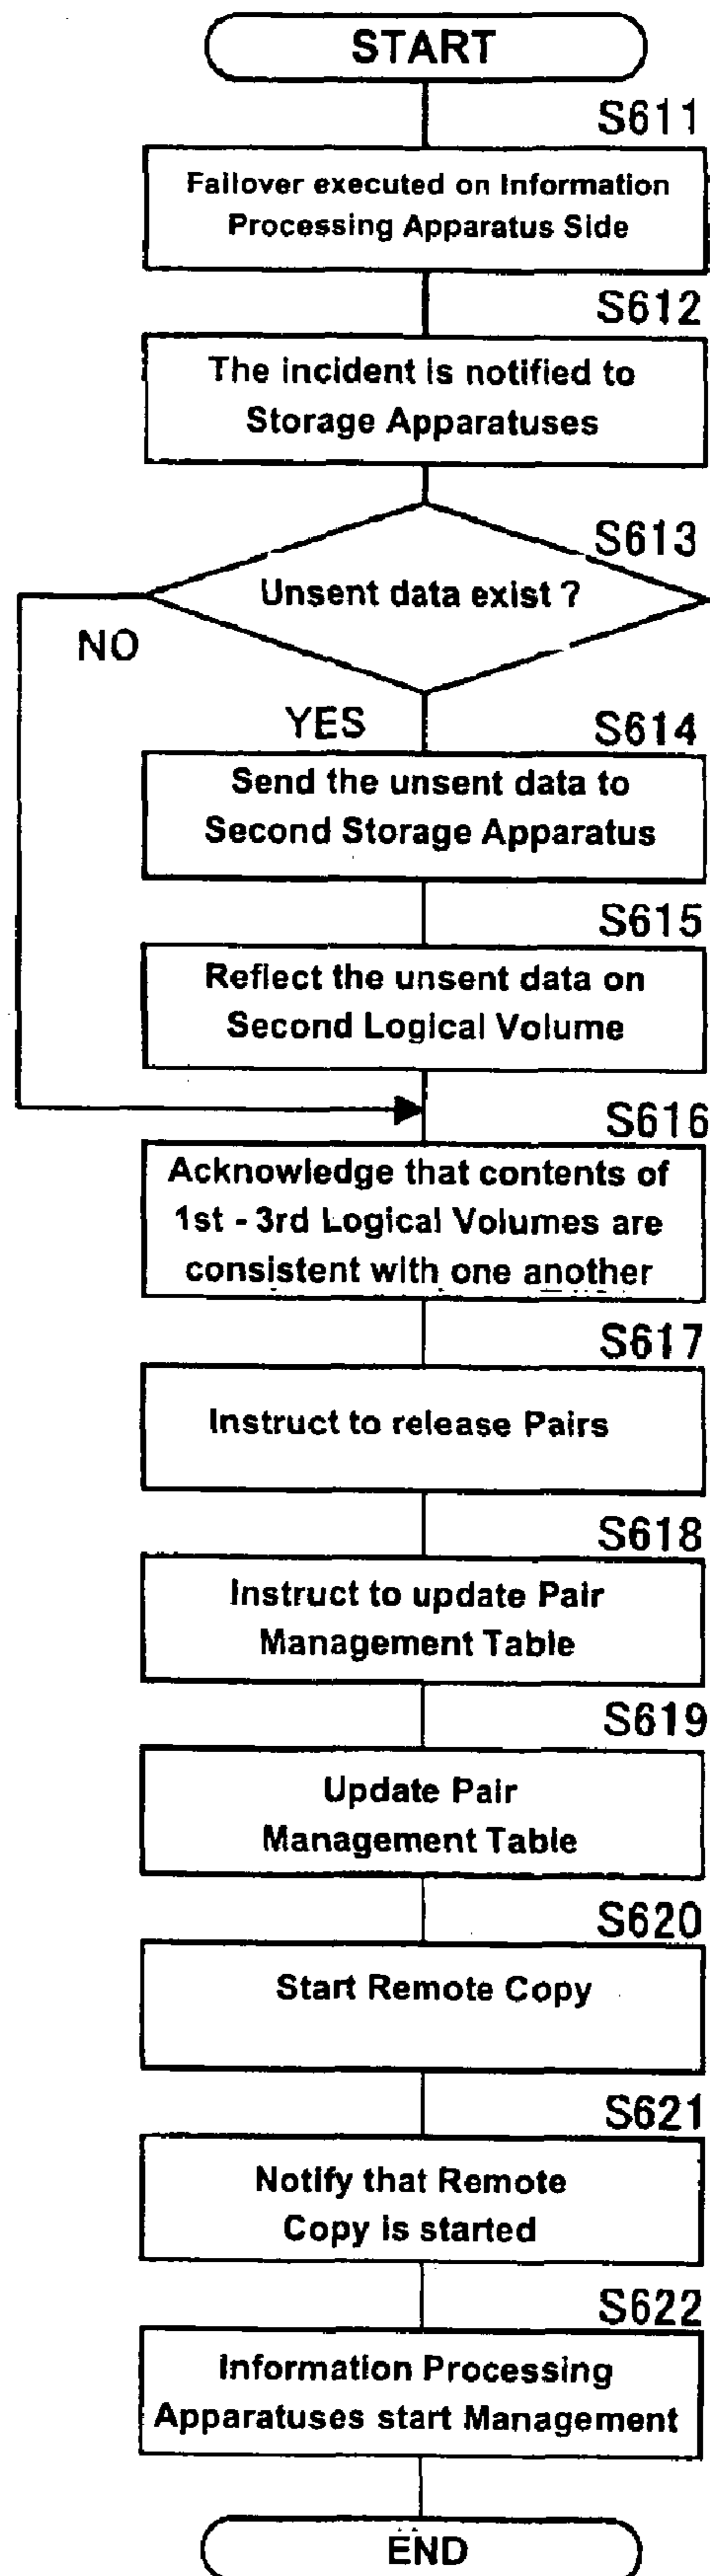 START
S611
Failover executed on Information
Processing Apparatus Side
S612
The incident is notified to
Storage Apparatuses
S613
Unsent data exist ?
NO
YES
S614
Send the unsent data to
Second Storage Apparatus
S615
Reflect the unsent data on
Second Logical Volume
S616
Acknowledge that contents of
1st - 3rd Logical Volumes are
consistent with one another
S617
Instruct to release Pairs
S618
Instruct to update Pair
Management Table
S619
Update Pair
Management Table
S620
Start Remote Copy
S621
Notify that Remote
Copy is started
S622
Information Processing
Apparatuses start Management
END